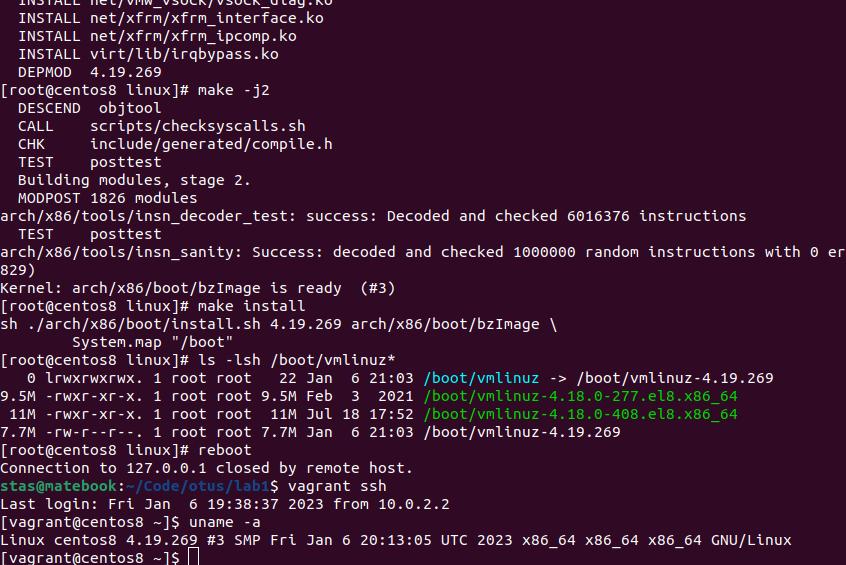 INSTALL net/vmw_vsock/vsock_diag.ko
INSTALL net/xfrm/xfrm_interface.ko
INSTALL net/xfrm/xfrm_ipcomp.ko
INSTALL virt/lib/irqbypass.ko
DEPMOD  4.19.269
[root@centos8 linux]# make -j2
DESCEND  objtool
CALL    scripts/checksyscalls.sh
CHK     include/generated/compile.h
TEST    posttest
Building modules, stage 2.
MODPOST 1826 modules
arch/x86/tools/insn_decoder_test: success: Decoded and checked 6016376 instructions
TEST    posttest
arch/x86/tools/insn_sanity: Success: decoded and checked 1000000 random instructions with 0 er
829)
Kernel: arch/x86/boot/bzImage is ready  (#3)
[root@centos8 linux]# make install
sh ./arch/x86/boot/install.sh 4.19.269 arch/x86/boot/bzImage \
System.map "/boot"
[root@centos8 linux]# ls -lsh /boot/vmlinuz*
0 lrwxrwxrwx. 1 root root   22 Jan  6 21:03 /boot/vmlinuz -> /boot/vmlinuz-4.19.269
9.5M -rwxr-xr-x. 1 root root 9.5M Feb  3  2021 /boot/vmlinuz-4.18.0-277.el8.x86_64
11M -rwxr-xr-x. 1 root root  11M Jul 18 17:52 /boot/vmlinuz-4.18.0-408.el8.x86_64
7.7M -rw-r--r--. 1 root root 7.7M Jan  6 21:03 /boot/vmlinuz-4.19.269
[root@centos8 linux]# reboot
Connection to 127.0.0.1 closed by remote host.
stas@matebook:~/Code/otus/lab1$ vagrant ssh
Last login: Fri Jan  6 19:38:37 2023 from 10.0.2.2
[vagrant@centos8 ~]$ uname -a
Linux centos8 4.19.269 #3 SMP Fri Jan 6 20:13:05 UTC 2023 x86_64 x86_64 x86_64 GNU/Linux
[vagrant@centos8 ~]$